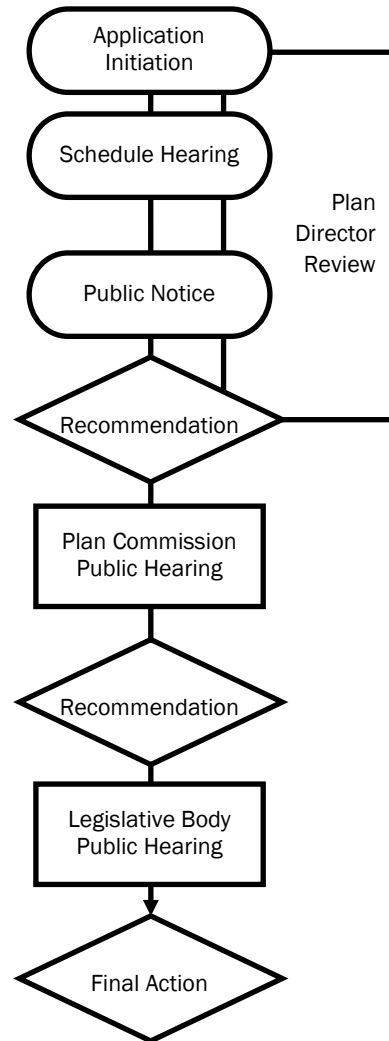 Application
Initiation
Schedule Hearing
Plan
Director
Review
Public Notice
Recommendation
Plan Commission
Public Hearing
Recommendation
Legislative Body
Public Hearing
Final Action